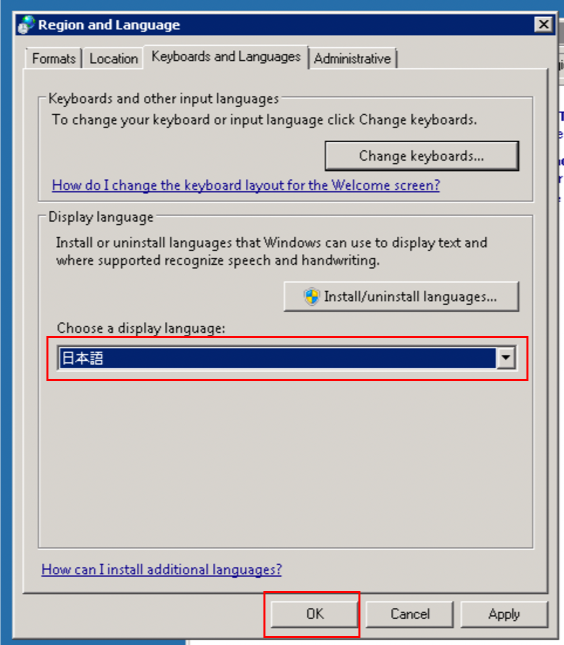 Region and Language
Formats Location Keyboards and Languages Administrative
Keyboards and other input languages
To change your keyboard or input language click Change keyboards.
Change keyboards...
How do I change the keyboard layout for the Welcome screen?
Display language
Install or uninstall languages that Windows can use to display text and
where supported recognize speech and handwriting.
Install/uninstall languages...
Choose a display language:
日本語
How can I install additional languages?
OK Cancel Apply